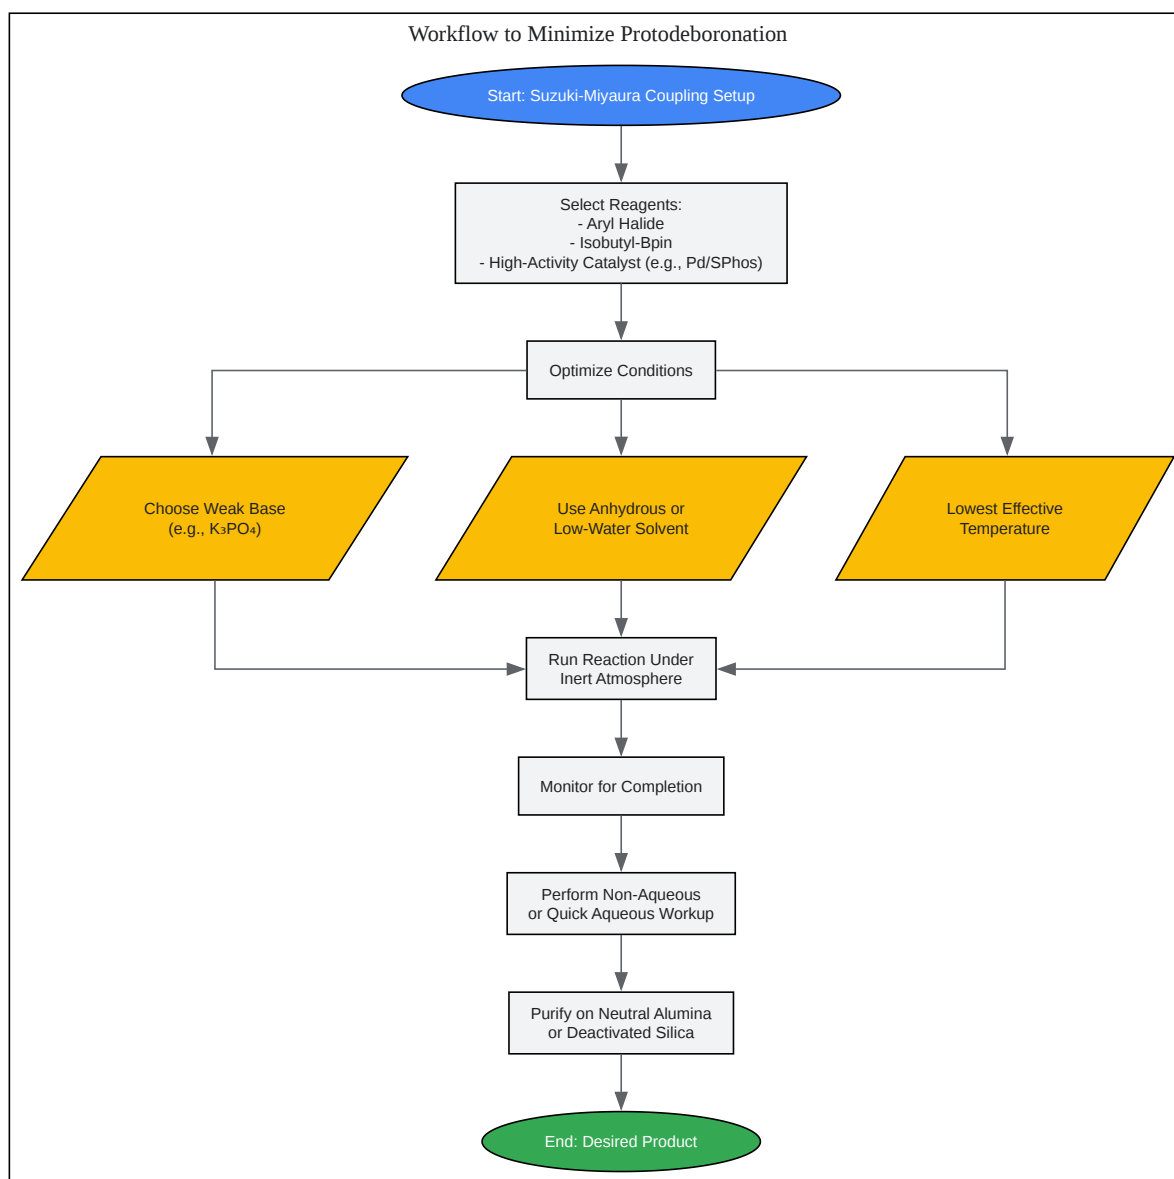 Workflow to Minimize Protodeboronation
Start: Suzuki-Miyaura Coupling Setup
Select Reagents:
- Aryl Halide
- Isobutyl-Bpin
- High-Activity Catalyst (e.g., Pd/SPhos)
Optimize Conditions
Choose Weak Base
(e.g., K₃PO₄)
Use Anhydrous or
Low-Water Solvent
Lowest Effective
Temperature
Run Reaction Under
Inert Atmosphere
Monitor for Completion
Perform Non-Aqueous
or Quick Aqueous Workup
Purify on Neutral Alumina
or Deactivated Silica
End: Desired Product